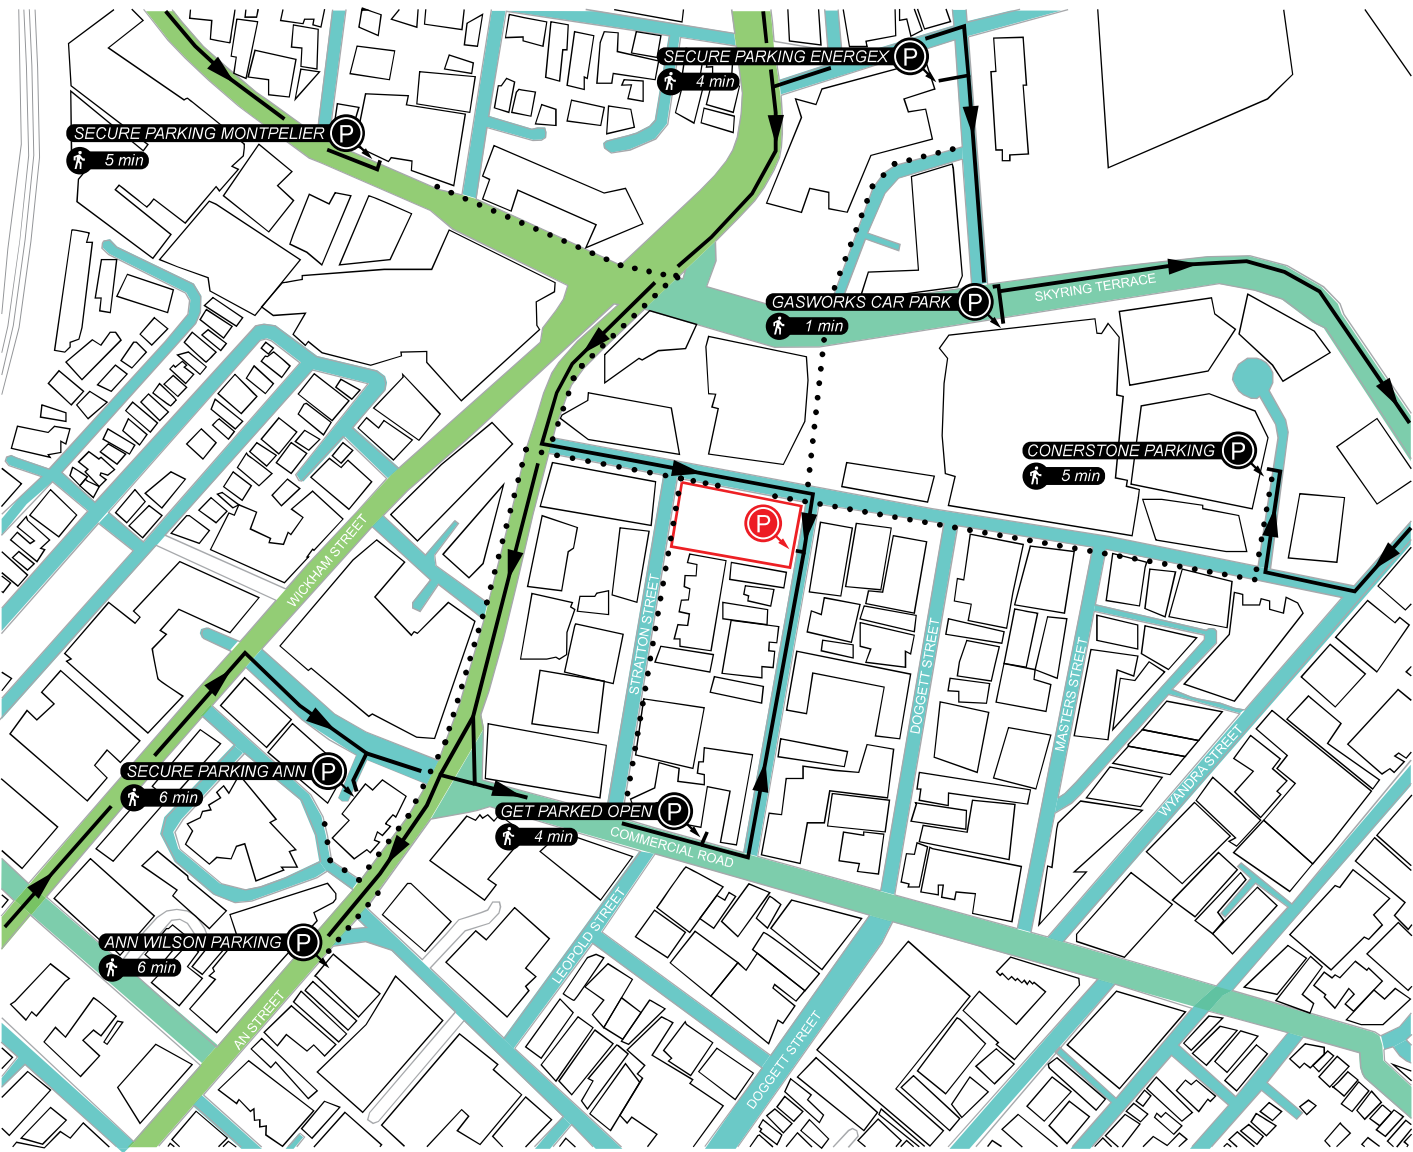 SECURE PARKING ENERGEX P
4 min
SECURE PARKING MONTPELIER P
5 min
SKYRING TERRACE
GASWORKS CAR PARK P
1 min
CONERSTONE PARKING P
5 min
P
WICKHAM STREET
STRATTON STREET
DOGGETT STREET
MASTERS STREET
WYANDRA STREET
SECURE PARKING ANN P
6 min
GET PARKED OPEN P
4 min
COMMERCIAL ROAD
LEOPOLD STREET
ANN WILSON PARKING P
6 min
AN STREET
DOGGETT STREET